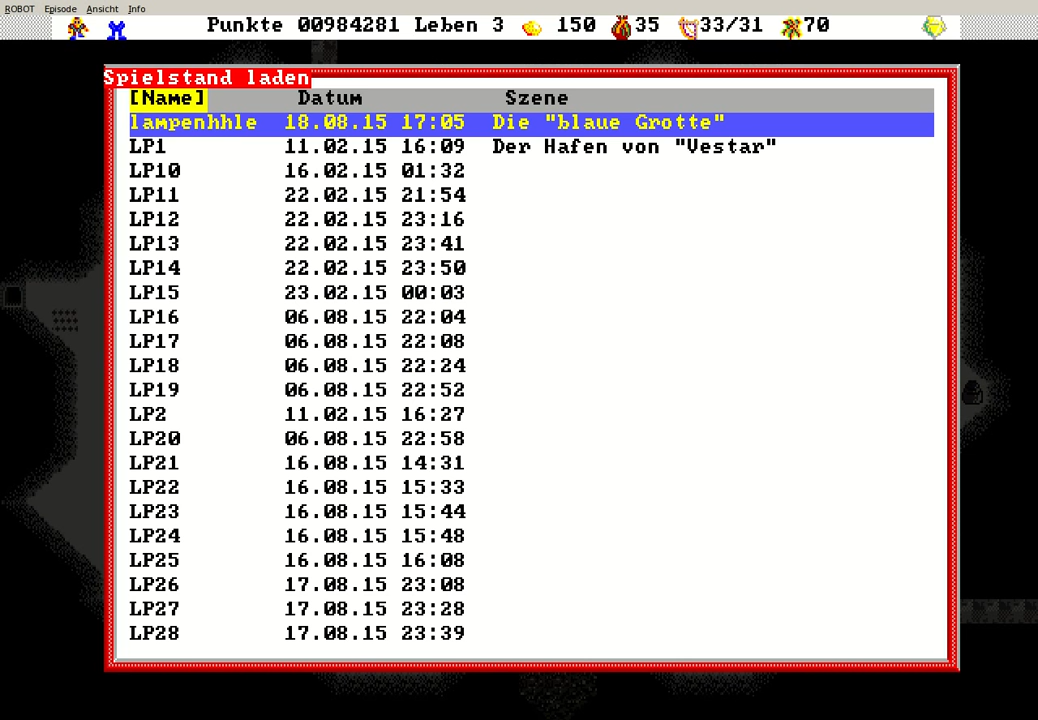 ROBOT Episode Ansicht Info
Punkte 00984281 Leben 3 150 35 33/31 70
Spielstand laden
[Name] Datum Szene
lampenhhle 18.08.15 17:05 Die "blaue Grotte"
LP1 11.02.15 16:09 Der Hafen von "Vestar"
LP10 16.02.15 01:32
LP11 22.02.15 21:54
LP12 22.02.15 23:16
LP13 22.02.15 23:41
LP14 22.02.15 23:50
LP15 23.02.15 00:03
LP16 06.08.15 22:04
LP17 06.08.15 22:08
LP18 06.08.15 22:24
LP19 06.08.15 22:52
LP2 11.02.15 16:27
LP20 06.08.15 22:58
LP21 16.08.15 14:31
LP22 16.08.15 15:33
LP23 16.08.15 15:44
LP24 16.08.15 15:48
LP25 16.08.15 16:08
LP26 17.08.15 23:08
LP27 17.08.15 23:28
LP28 17.08.15 23:39